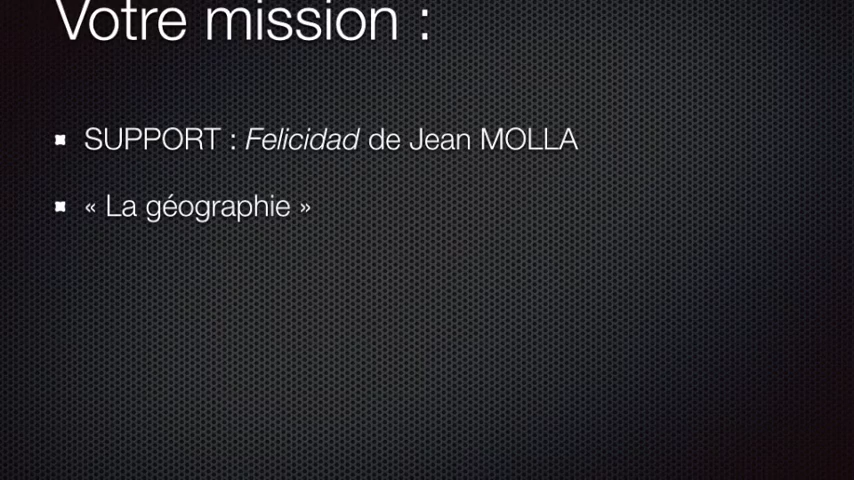 Votre mission :
SUPPORT : Felicidad de Jean MOLLA
« La géographie »